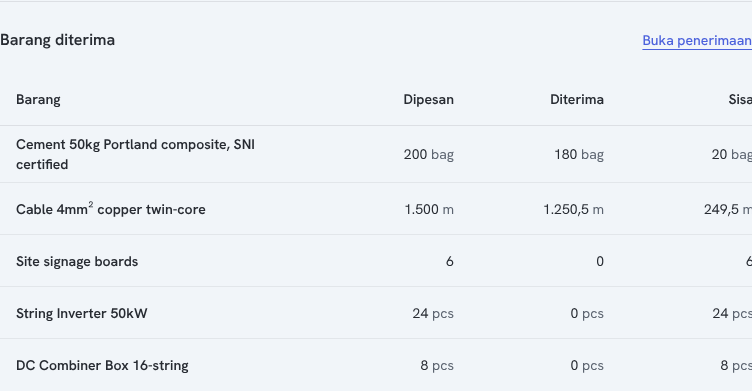 Barang diterima
Buka penerimaan
Barang Dipesan Diterima Sisa
Cement 50kg Portland composite, SNI
certified
200 bag 180 bag 20 bag
Cable 4mm² copper twin-core 1.500 m 1.250,5 m 249,5 m
Site signage boards 6 0 6
String Inverter 50kW 24 pcs 0 pcs 24 pcs
DC Combiner Box 16-string 8 pcs 0 pcs 8 pcs